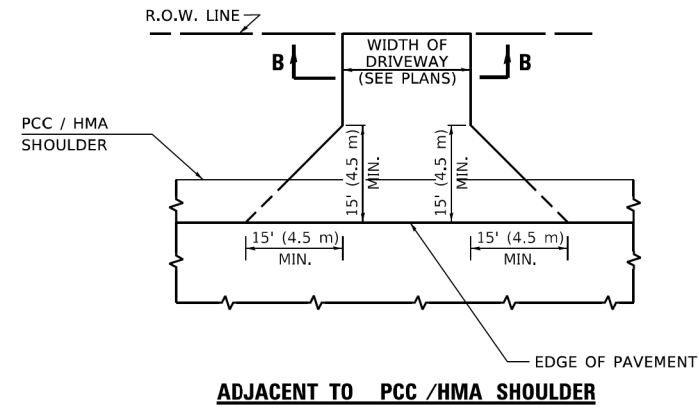 R.O.W. LINE
B
WIDTH OF
DRIVEWAY
(SEE PLANS)
B
PCC / HMA
SHOULDER
15' (4.5 m)
MIN.
15' (4.5 m)
MIN.
15' (4.5 m)
MIN.
15' (4.5 m)
MIN.
EDGE OF PAVEMENT
ADJACENT TO PCC /HMA SHOULDER